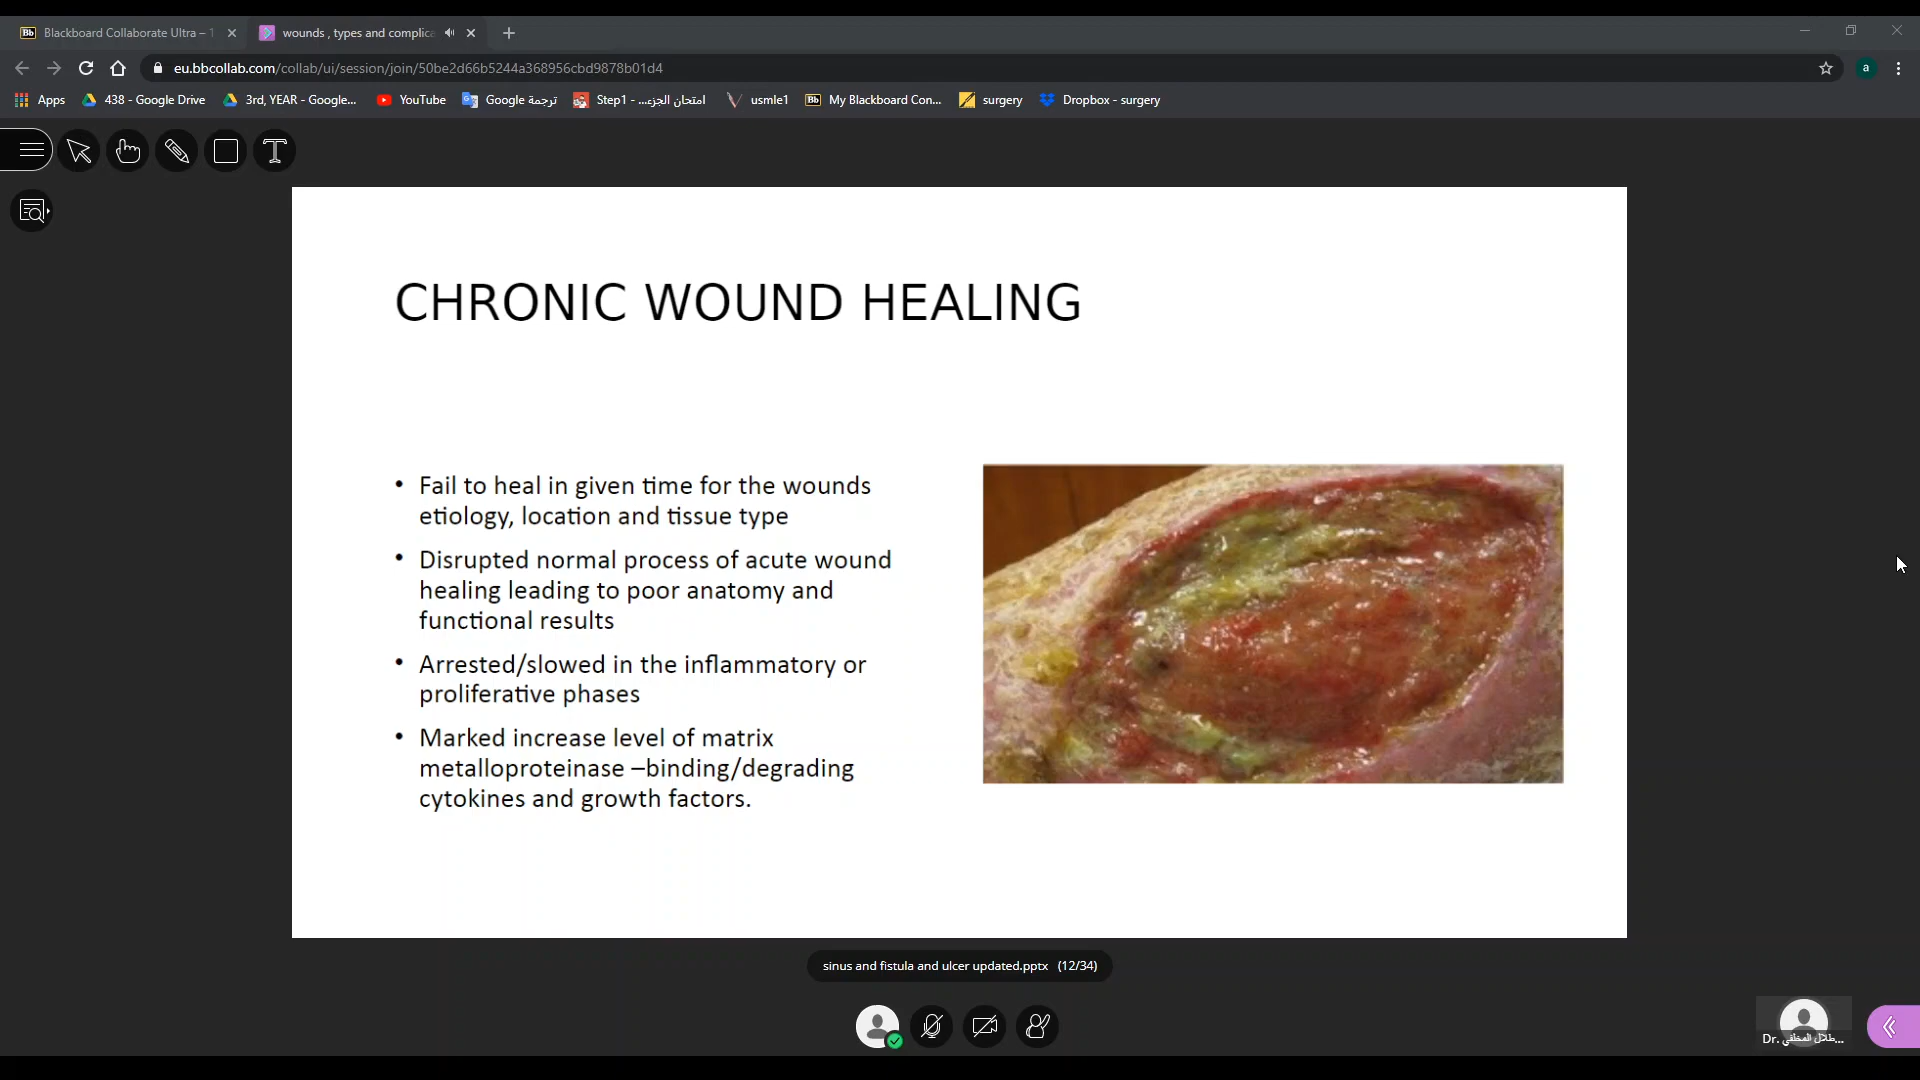 Blackboard Collaborate Ultra –
wounds , types and complica
eu.bbcollab.com/collab/ui/session/join/50be2d66b5244a368956cbd9878b01d4
Apps
438 - Google Drive
3rd, YEAR - Google...
YouTube
Google ترجمة
Step1 - ...امتحان الجزء
usmle1
My Blackboard Con...
surgery
Dropbox - surgery
CHRONIC WOUND HEALING
• Fail to heal in given time for the wounds
etiology, location and tissue type
• Disrupted normal process of acute wound
healing leading to poor anatomy and
functional results
• Arrested/slowed in the inflammatory or
proliferative phases
• Marked increase level of matrix
metalloproteinase –binding/degrading
cytokines and growth factors.
sinus and fistula and ulcer updated.pptx (12/34)
Dr. طلال